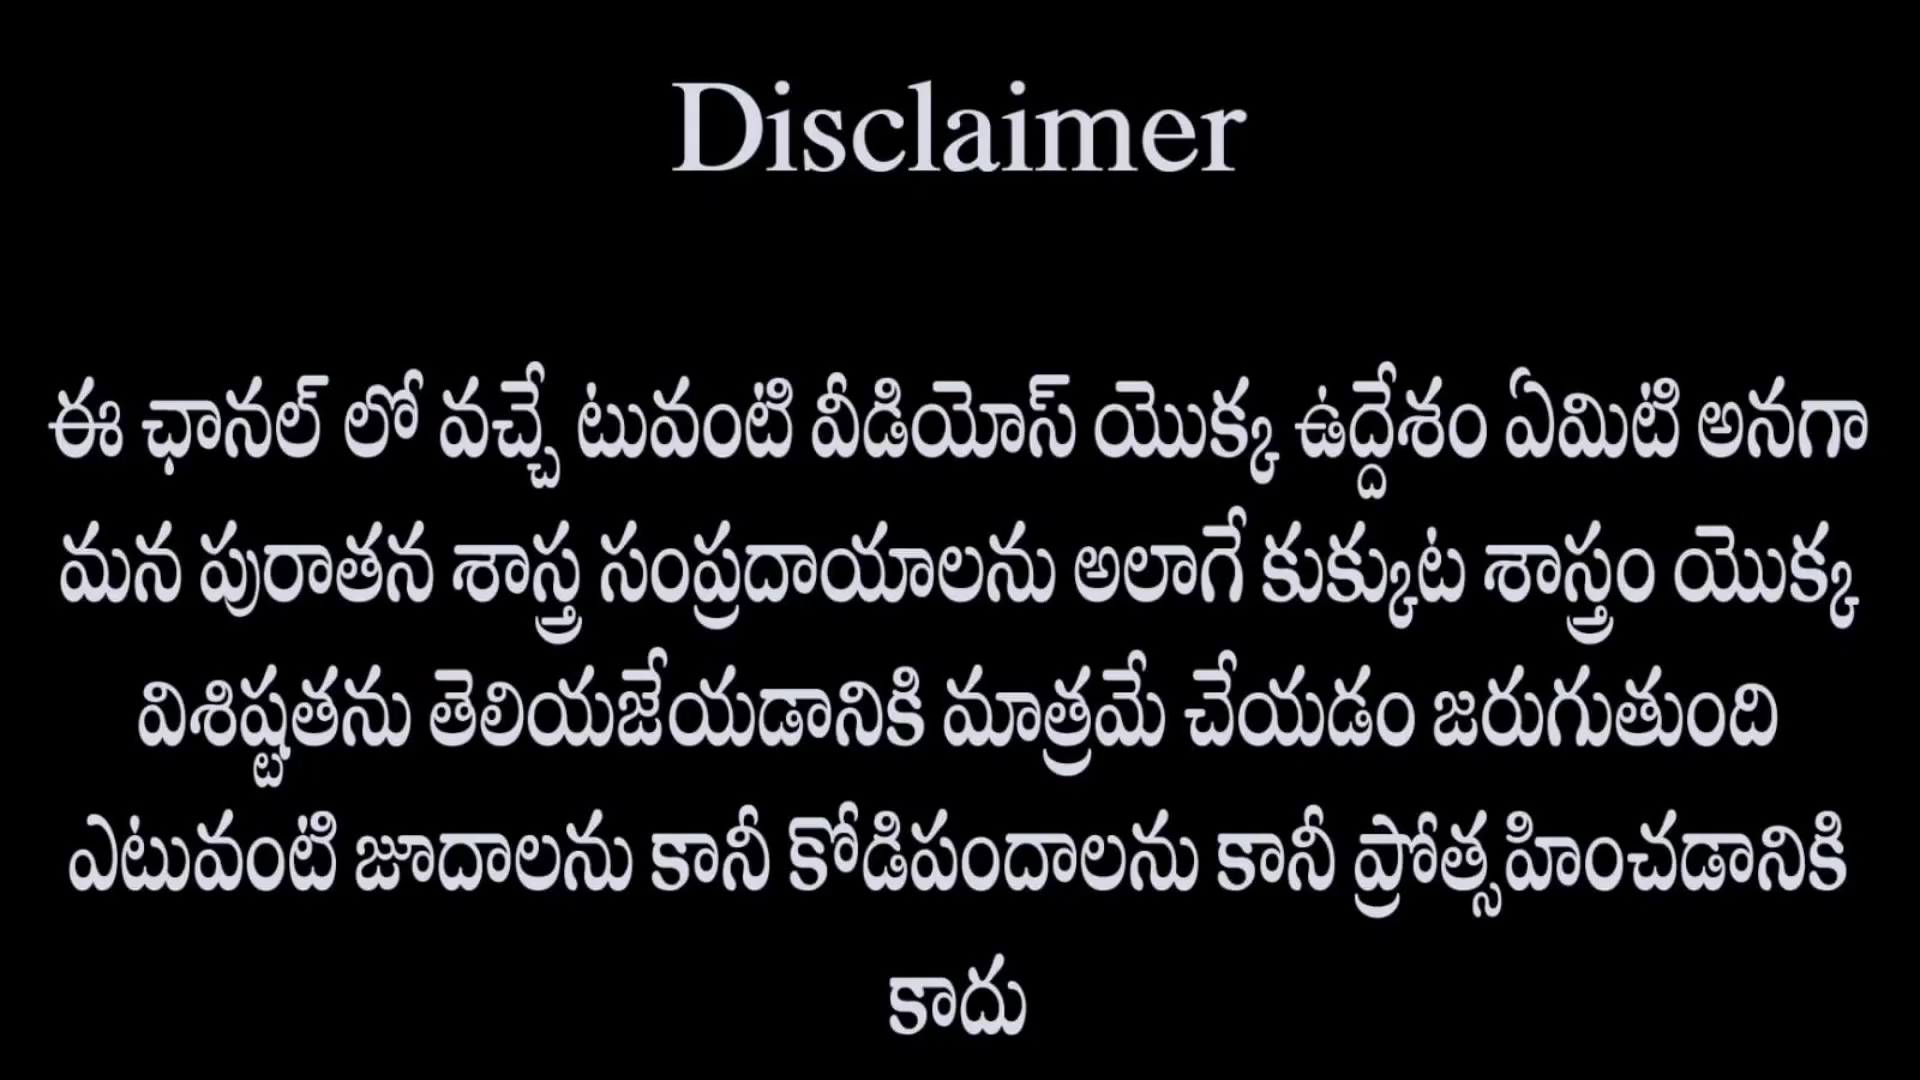 Disclaimer
ఈ ఛానల్ లో వచ్చే టువంటి వీడియోస్ యొక్క ఉద్దేశం ఏమిటి అనగా
మన పురాతన శాస్త్ర సంప్రదాయాలను అలాగే కుక్కుట శాస్త్రం యొక్క
విశిష్టతను తెలియజేయడానికి మాత్రమే చేయడం జరుగుతుంది
ఎటువంటి జూదాలను కానీ కోడిపందాలను కానీ ప్రోత్సహించడానికి
కాదు